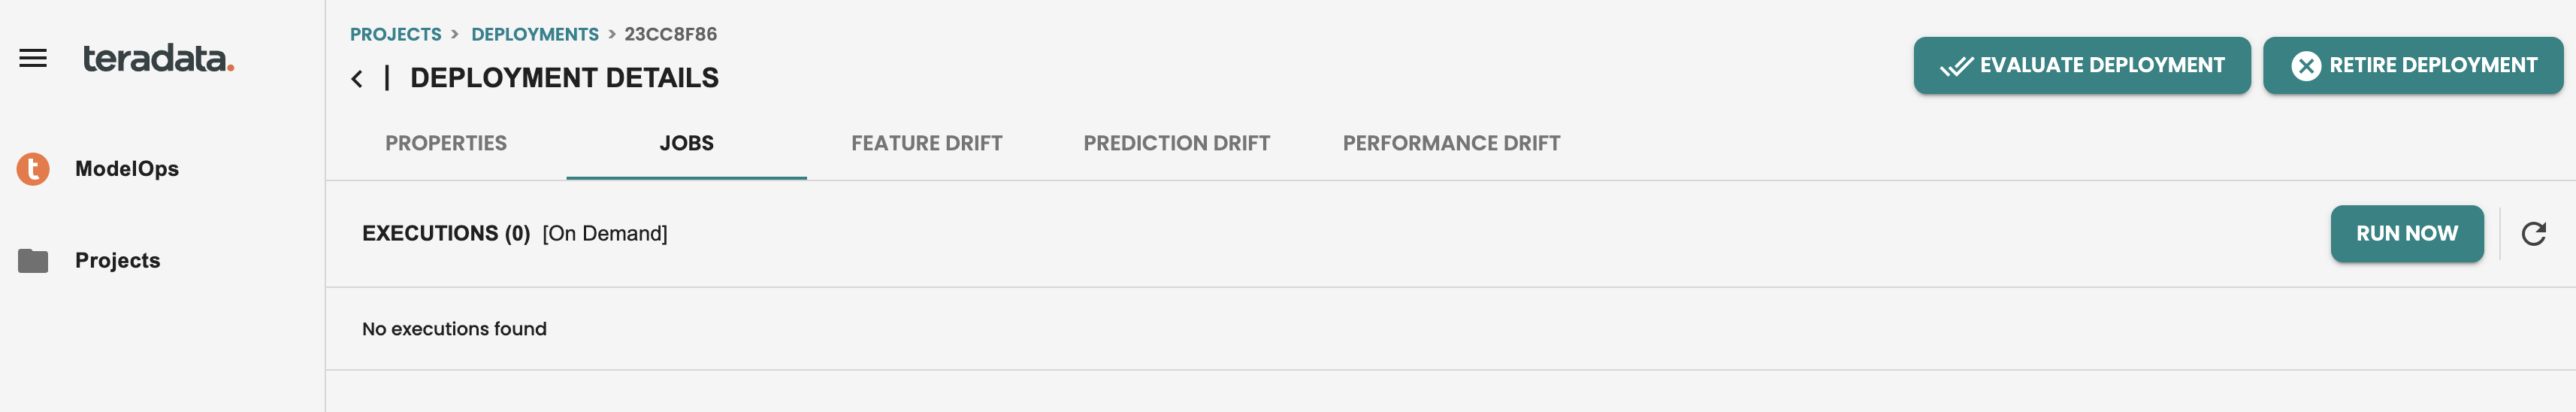 teradata.
ModelOps
Projects
PROJECTS > DEPLOYMENTS > 23CC8F86
< | DEPLOYMENT DETAILS
EVALUATE DEPLOYMENT
RETIRE DEPLOYMENT
PROPERTIES JOBS FEATURE DRIFT PREDICTION DRIFT PERFORMANCE DRIFT
EXECUTIONS (0) [On Demand]
RUN NOW
No executions found